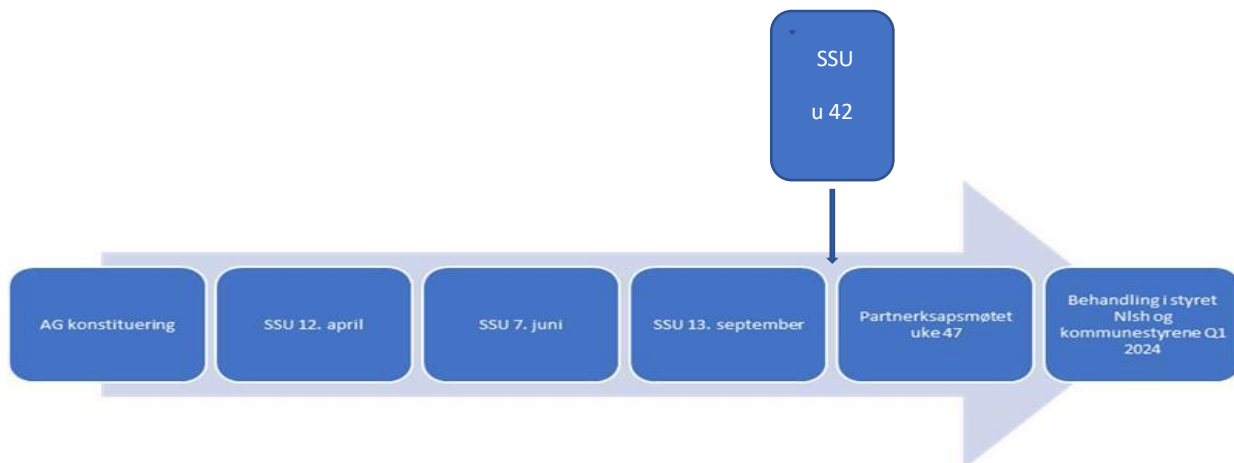 SSU
u 42
AG konstituering
SSU 12. april
SSU 7. juni
SSU 13. september
Partnerksapsmøtet
uke 47
Behandling i styret
Nlsh og
kommunestyrene Q1
2024